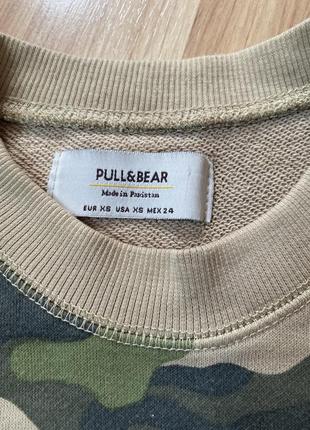 PULL&BEAR
Made in Pakistan
EUR XS USA XS MEX 24